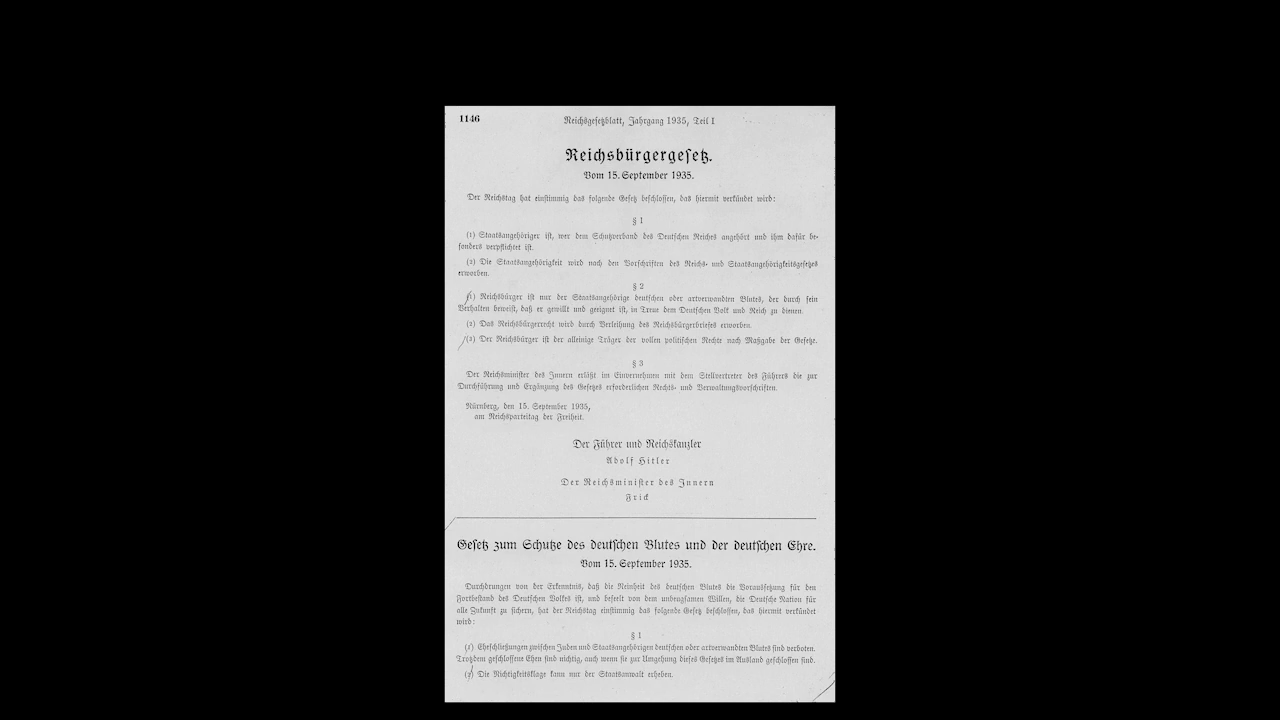 1146
Reichsgesetzblatt, Jahrgang 1935, Teil I
Reichsbürgergesetz.
Vom 15. September 1935.
Der Reichstag hat einstimmig das folgende Gesetz beschlossen, das hiermit verkündet wird:
§ 1
(1) Staatsangehöriger ist, wer dem Schutzverband des Deutschen Reiches angehört und ihm dafür be-
sonders verpflichtet ist.
(2) Die Staatsangehörigkeit wird nach den Vorschriften des Reichs- und Staatsangehörigkeitsgesetzes
erworben.
§ 2
(1) Reichsbürger ist nur der Staatsangehörige deutschen oder artverwandten Blutes, der durch sein
Verhalten beweist, daß er gewillt und geeignet ist, in Treue dem Deutschen Volk und Reich zu dienen.
(2) Das Reichsbürgerrecht wird durch Verleihung des Reichsbürgerbriefes erworben.
(3) Der Reichsbürger ist der alleinige Träger der vollen politischen Rechte nach Maßgabe der Gesetze.
§ 3
Der Reichsminister des Innern erläßt im Einvernehmen mit dem Stellvertreter des Führers die zur
Durchführung und Ergänzung des Gesetzes erforderlichen Rechts- und Verwaltungsvorschriften.
Nürnberg, den 15. September 1935,
am Reichsparteitag der Freiheit.
Der Führer und Reichskanzler
Adolf Hitler
Der Reichsminister des Innern
Frick
Gesetz zum Schutze des deutschen Blutes und der deutschen Ehre.
Vom 15. September 1935.
Durchdrungen von der Erkenntnis, daß die Reinheit des deutschen Blutes die Voraussetzung für den
Fortbestand des Deutschen Volkes ist, und beseelt von dem unbeugsamen Willen, die Deutsche Nation für
alle Zukunft zu sichern, hat der Reichstag einstimmig das folgende Gesetz beschlossen, das hiermit verkündet
wird:
§ 1
(1) Eheschließungen zwischen Juden und Staatsangehörigen deutschen oder artverwandten Blutes sind verboten.
Trotzdem geschlossene Ehen sind nichtig, auch wenn sie zur Umgehung dieses Gesetzes im Ausland geschlossen sind.
(2) Die Nichtigkeitsklage kann nur der Staatsanwalt erheben.